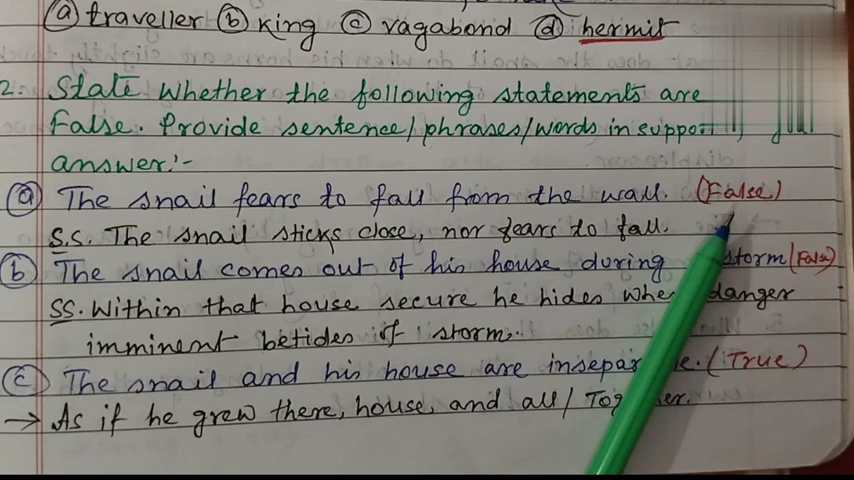 (a) traveller (b) king (c) vagabond (d) hermit
2. State whether the following statements are
False. Provide sentence/phrases/words in support
answer:-
(a) The snail fears to fall from the wall. (False)
S.S. The snail sticks close, nor fears to fall.
(b) The snail comes out of his house during storm (False)
SS. Within that house secure he hides when danger
imminent betides of storm.
(c) The snail and his house are (True)
→ As if he grew there, house, and all/